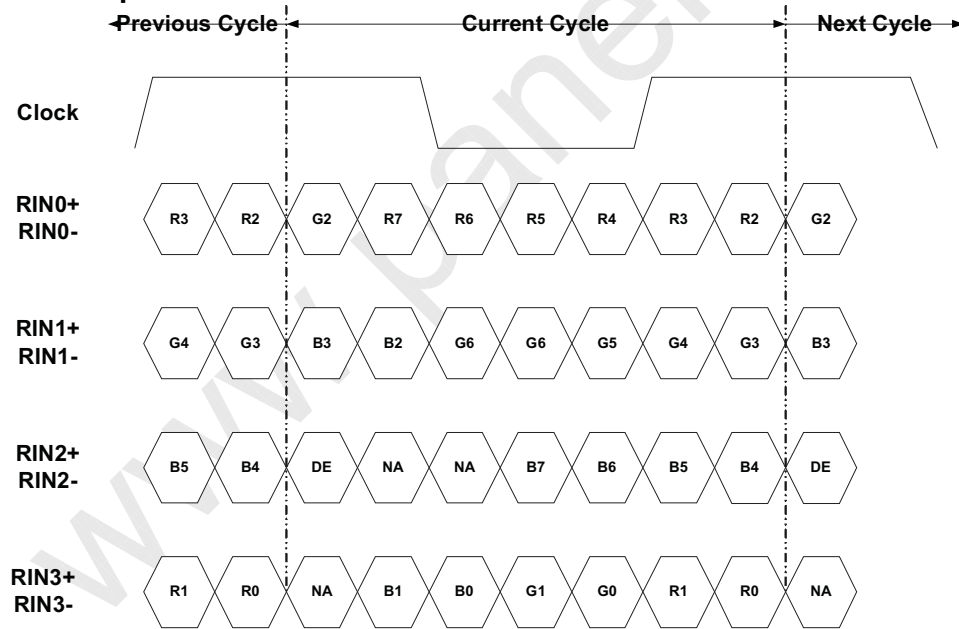 Previous Cycle Current Cycle Next Cycle
Clock
RIN0+
RIN0-
R3 R2 G2 R7 R6 R5 R4 R3 R2 G2
RIN1+
RIN1-
G4 G3 B3 B2 G6 G6 G5 G4 G3 B3
RIN2+
RIN2-
B5 B4 DE NA NA B7 B6 B5 B4 DE
RIN3+
RIN3-
R1 R0 NA B1 B0 G1 G0 R1 R0 NA
www.pane